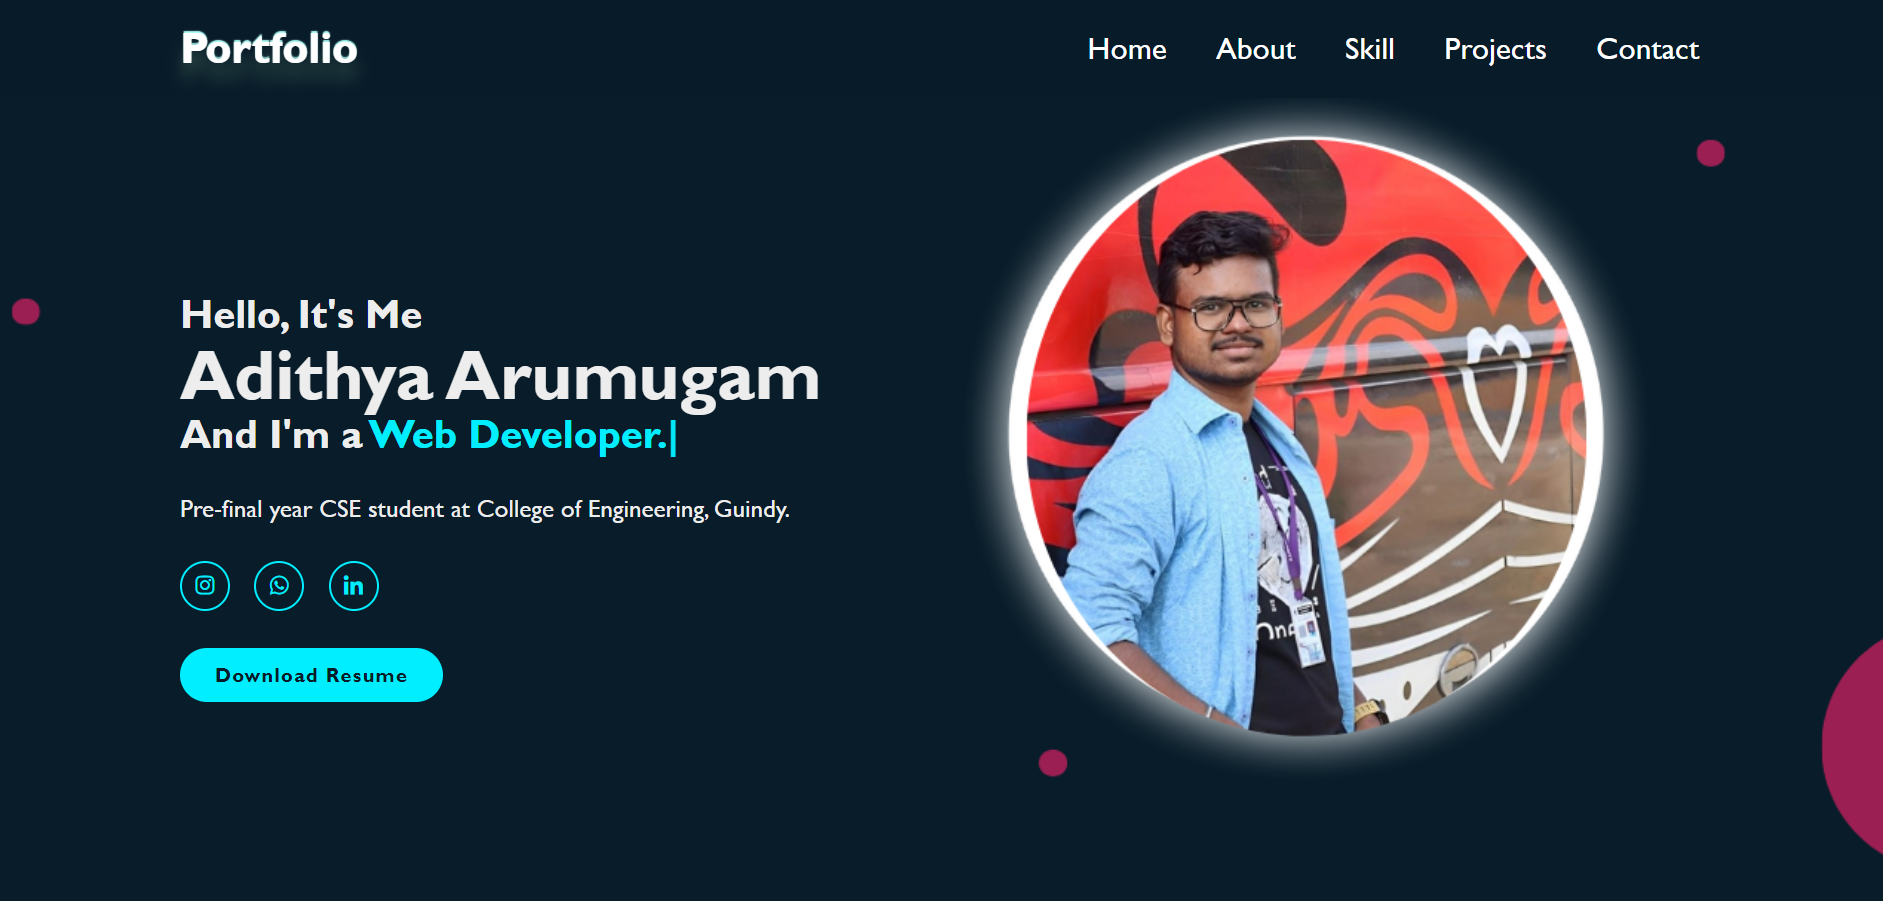 Portfolio
Home About Skill Projects Contact
Hello, It's Me
Adithya Arumugam
And I'm a Web Developer.|
Pre-final year CSE student at College of Engineering, Guindy.
in
Download Resume